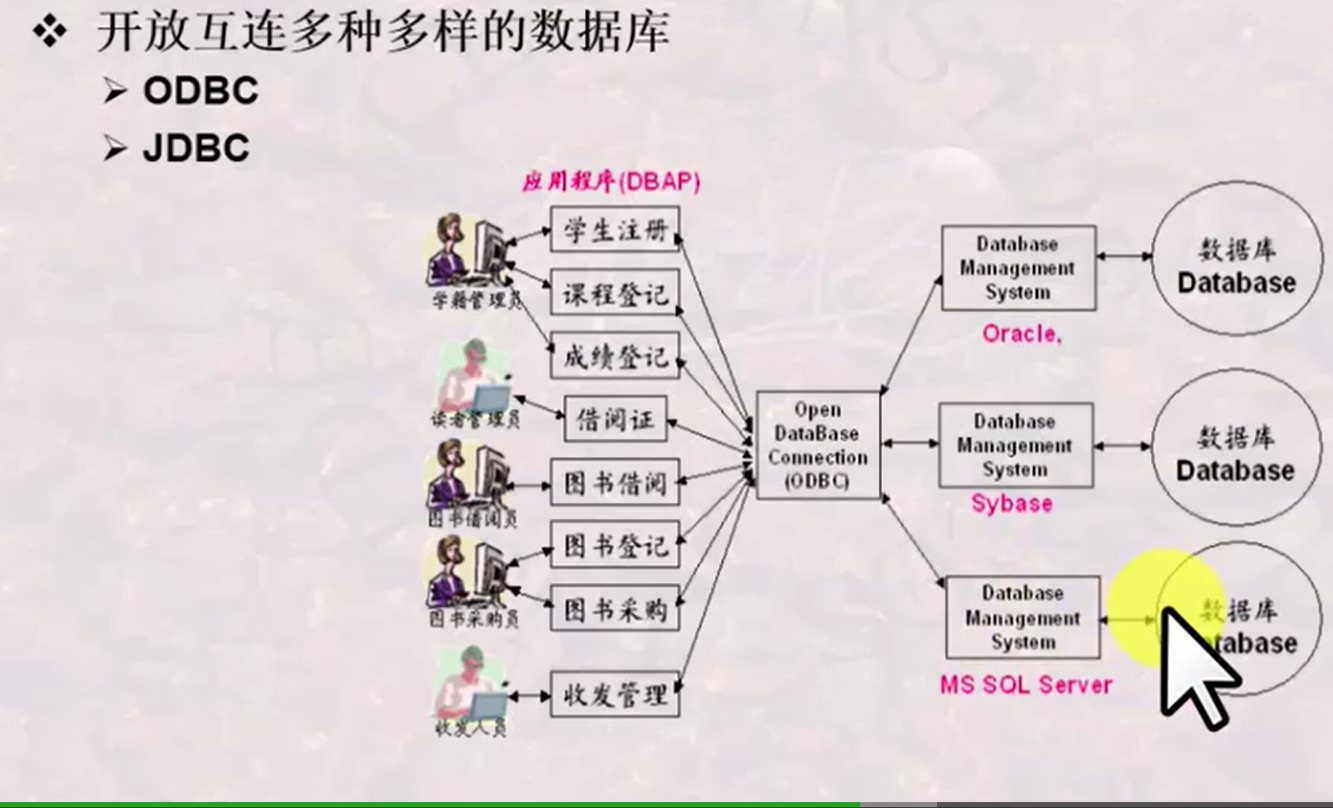 开放互连多种多样的数据库
ODBC
JDBC
应用程序(DBAP)
学籍管理员
读者管理员
图书借阅员
图书采购员
收发人员
学生注册
课程登记
成绩登记
借阅证
图书借阅
图书登记
图书采购
收发管理
Open
DataBase
Connection
(ODBC)
Database
Management
System
Oracle,
数据库
Database
Database
Management
System
Sybase
数据库
Database
Database
Management
System
MS SQL Server
数据库
tabase